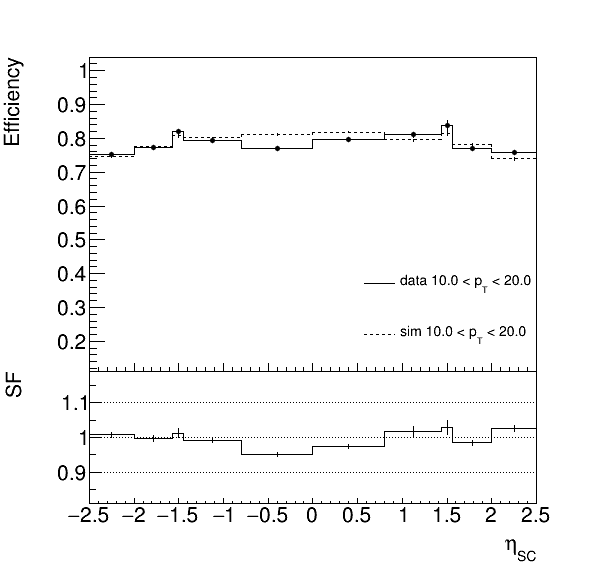 Efficiency
1
0.9
0.8
0.7
0.6
0.5
0.4
0.3
0.2
data 10.0 < p_T < 20.0
sim 10.0 < p_T < 20.0
SF
1.1
1
0.9
−2.5 −2 −1.5 −1 −0.5 0 0.5 1 1.5 2 2.5
η_SC